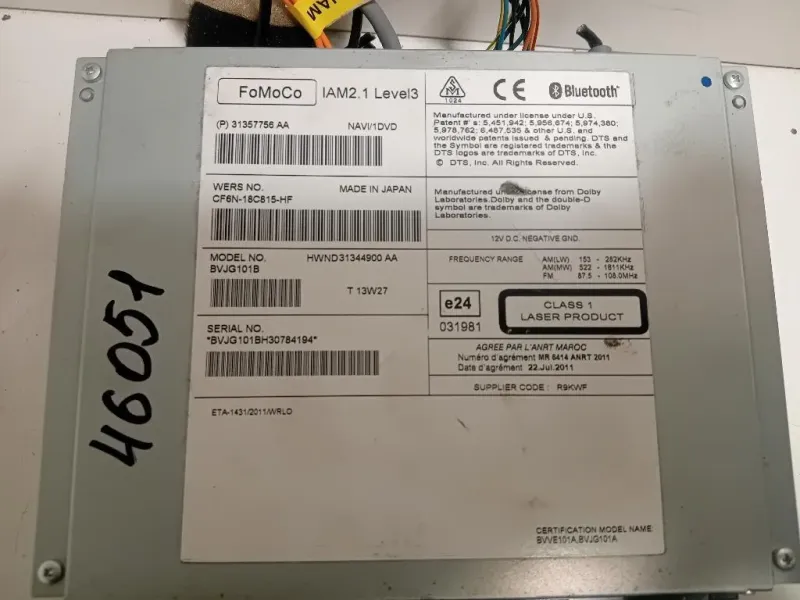 IAM
FoMoCo IAM2.1 Level3
(P) 31357756 AA NAVI/1DVD
WERS NO. MADE IN JAPAN
CF6N-18C815-HF
MODEL NO. HWND31344900 AA
BVJG101B
T 13W27
SERIAL NO.
*BVJG101BH30784194*
ETA-1431/2011/WRLD
1024
CE Bluetooth®
Manufactured under license under U.S.
Patent #'s: 5,451,942; 5,956,674; 5,974,380;
5,978,762; 6,487,535 & other U.S. and
worldwide patents issued & pending. DTS and
the Symbol are registered trademarks & the
DTS logos are trademarks of DTS, Inc.
© DTS, Inc. All Rights Reserved.
Manufactured under license from Dolby
Laboratories.Dolby and the double-D
symbol are trademarks of Dolby
Laboratories.
12V D.C. NEGATIVE GND.
FREQUENCY RANGE AM(LW) 153 - 282KHz
AM(MW) 522 - 1611KHz
FM 87.5 - 108.0MHz
e24
031981
CLASS 1
LASER PRODUCT
AGREE PAR L'ANRT MAROC
Numéro d'agrément MR 6414 ANRT 2011
Date d'agrément 22.Jul.2011
SUPPLIER CODE: R9KWF
CERTIFICATION MODEL NAME
BVVE101A,BVJG101A
46051